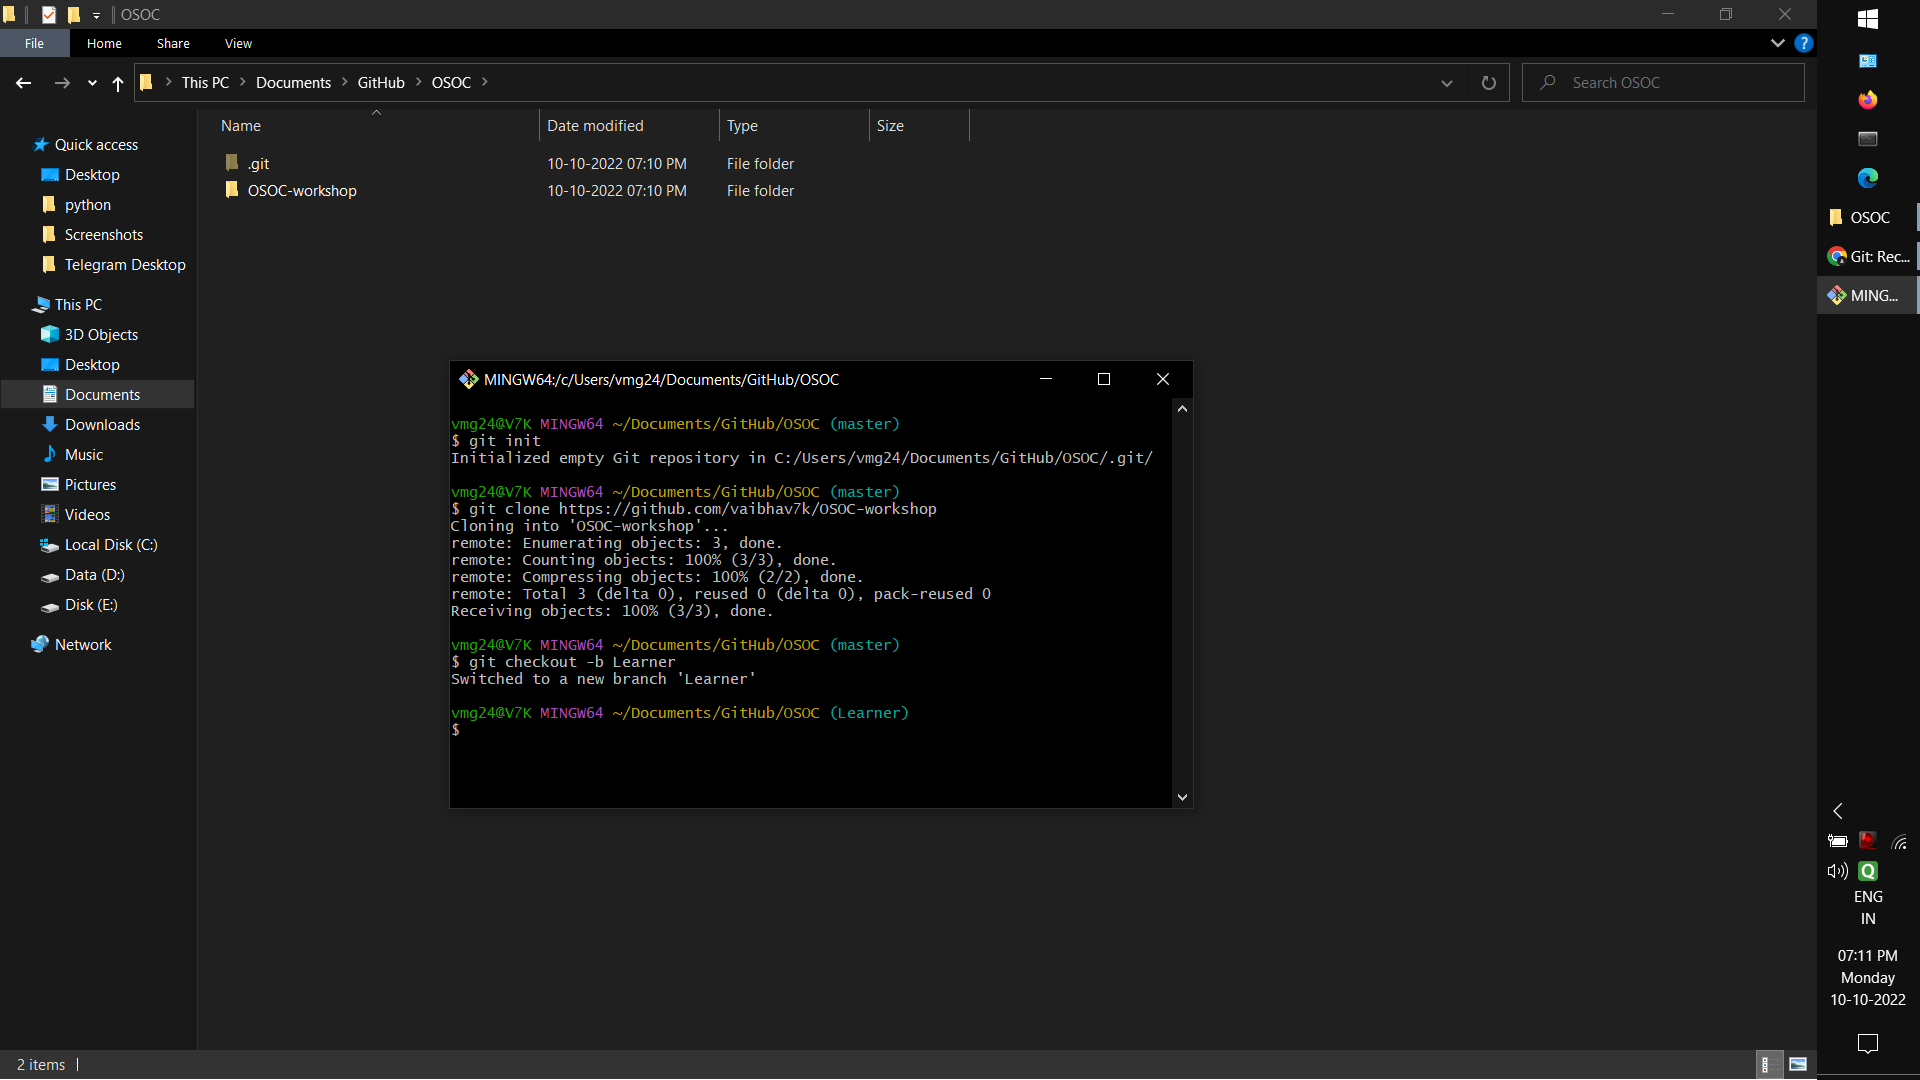 OSOC
File Home Share View
This PC Documents GitHub OSOC
Search OSOC
Name Date modified Type Size
.git 10-10-2022 07:10 PM File folder
OSOC-workshop 10-10-2022 07:10 PM File folder
Quick access
Desktop
python
Screenshots
Telegram Desktop
This PC
3D Objects
Desktop
Documents
Downloads
Music
Pictures
Videos
Local Disk (C:)
Data (D:)
Disk (E:)
Network
MINGW64:/c/Users/vmg24/Documents/GitHub/OSOC
vmg24@V7K MINGW64 ~/Documents/GitHub/OSOC (master)
$ git init
Initialized empty Git repository in C:/Users/vmg24/Documents/GitHub/OSOC/.git/
vmg24@V7K MINGW64 ~/Documents/GitHub/OSOC (master)
$ git clone https://github.com/vaibhav7k/OSOC-workshop
Cloning into 'OSOC-workshop'...
remote: Enumerating objects: 3, done.
remote: Counting objects: 100% (3/3), done.
remote: Compressing objects: 100% (2/2), done.
remote: Total 3 (delta 0), reused 0 (delta 0), pack-reused 0
Receiving objects: 100% (3/3), done.
vmg24@V7K MINGW64 ~/Documents/GitHub/OSOC (master)
$ git checkout -b Learner
Switched to a new branch 'Learner'
vmg24@V7K MINGW64 ~/Documents/GitHub/OSOC (Learner)
$
2 items
OSOC
Git: Rec...
MING...
ENG
IN
07:11 PM
Monday
10-10-2022